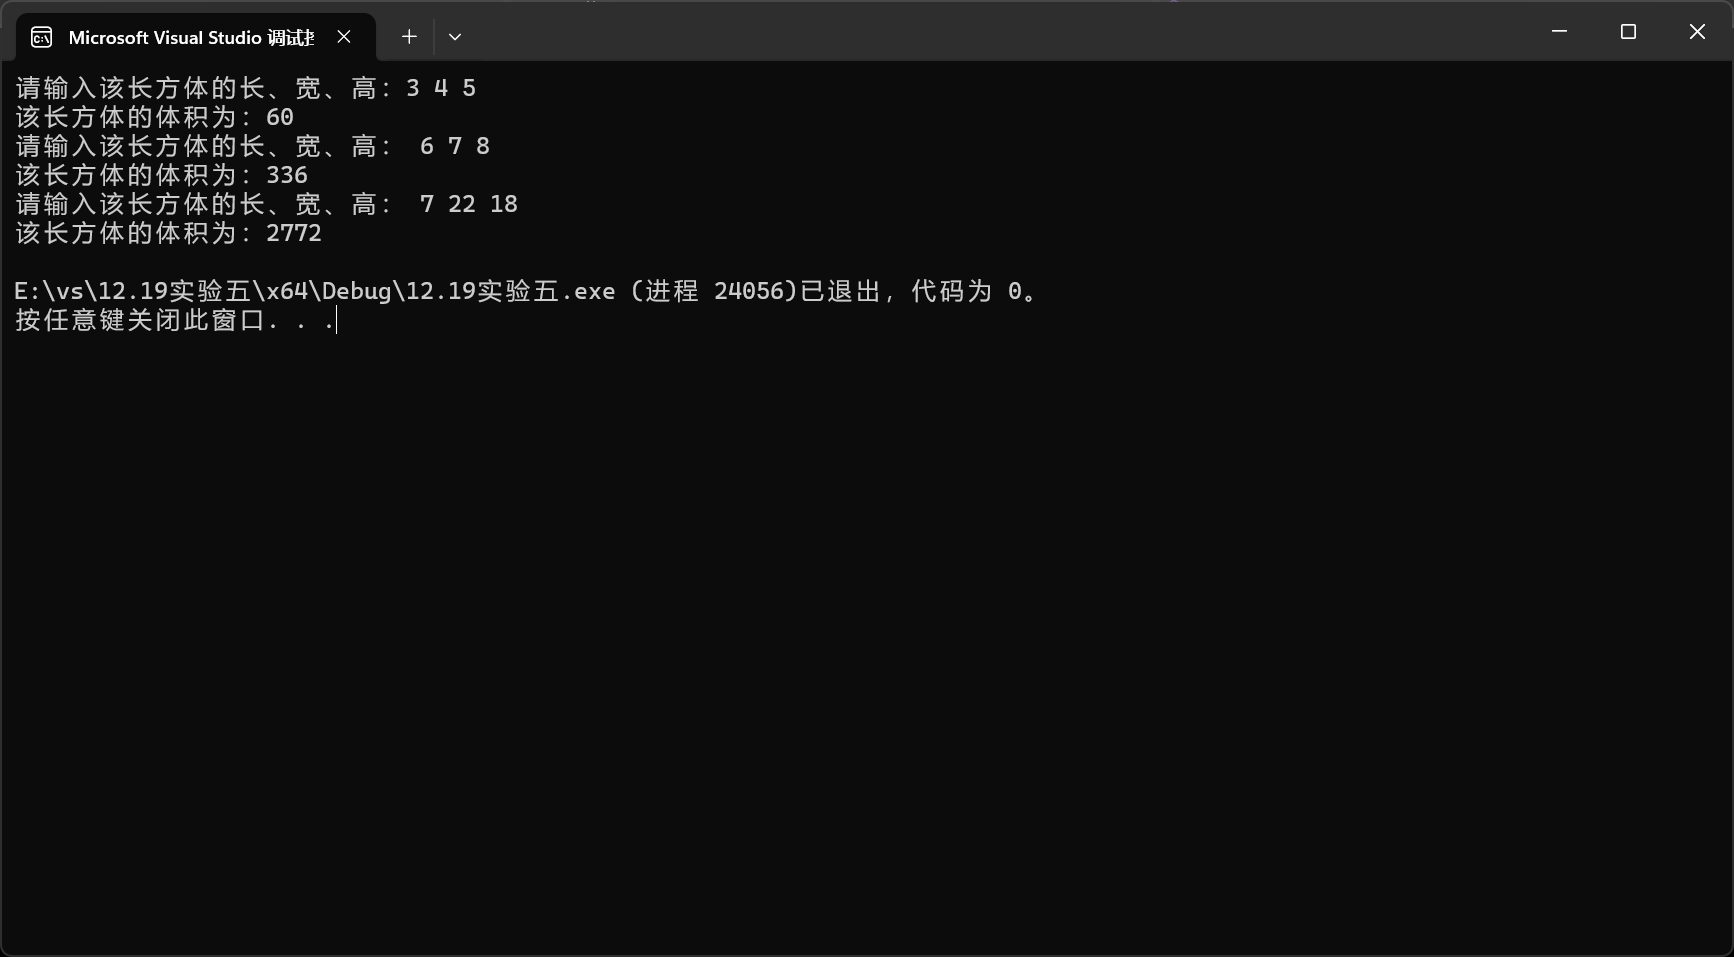 Microsoft Visual Studio 调试
请输入该长方体的长、宽、高：3 4 5
该长方体的体积为：60
请输入该长方体的长、宽、高： 6 7 8
该长方体的体积为：336
请输入该长方体的长、宽、高： 7 22 18
该长方体的体积为：2772
E:\vs\12.19实验五\x64\Debug\12.19实验五.exe (进程 24056)已退出，代码为 0。
按任意键关闭此窗口. . .